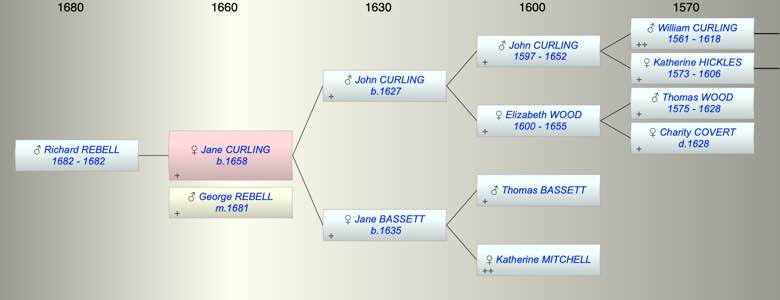 1680 1660 1630 1600 1570
♂ William CURLING
1561 - 1618
++
♂ John CURLING
1597 - 1652
+
♀ Katherine HICKLES
1573 - 1606
+
♂ John CURLING
b.1627
+
♂ Thomas WOOD
1575 - 1628
+
♀ Elizabeth WOOD
1600 - 1655
+
♀ Charity COVERT
d.1628
+
♂ Richard REBELL
1682 - 1682
♀ Jane CURLING
b.1658
+
♂ George REBELL
m.1681
+
♂ Thomas BASSETT
+
♀ Jane BASSETT
b.1635
+
♀ Katherine MITCHELL
++